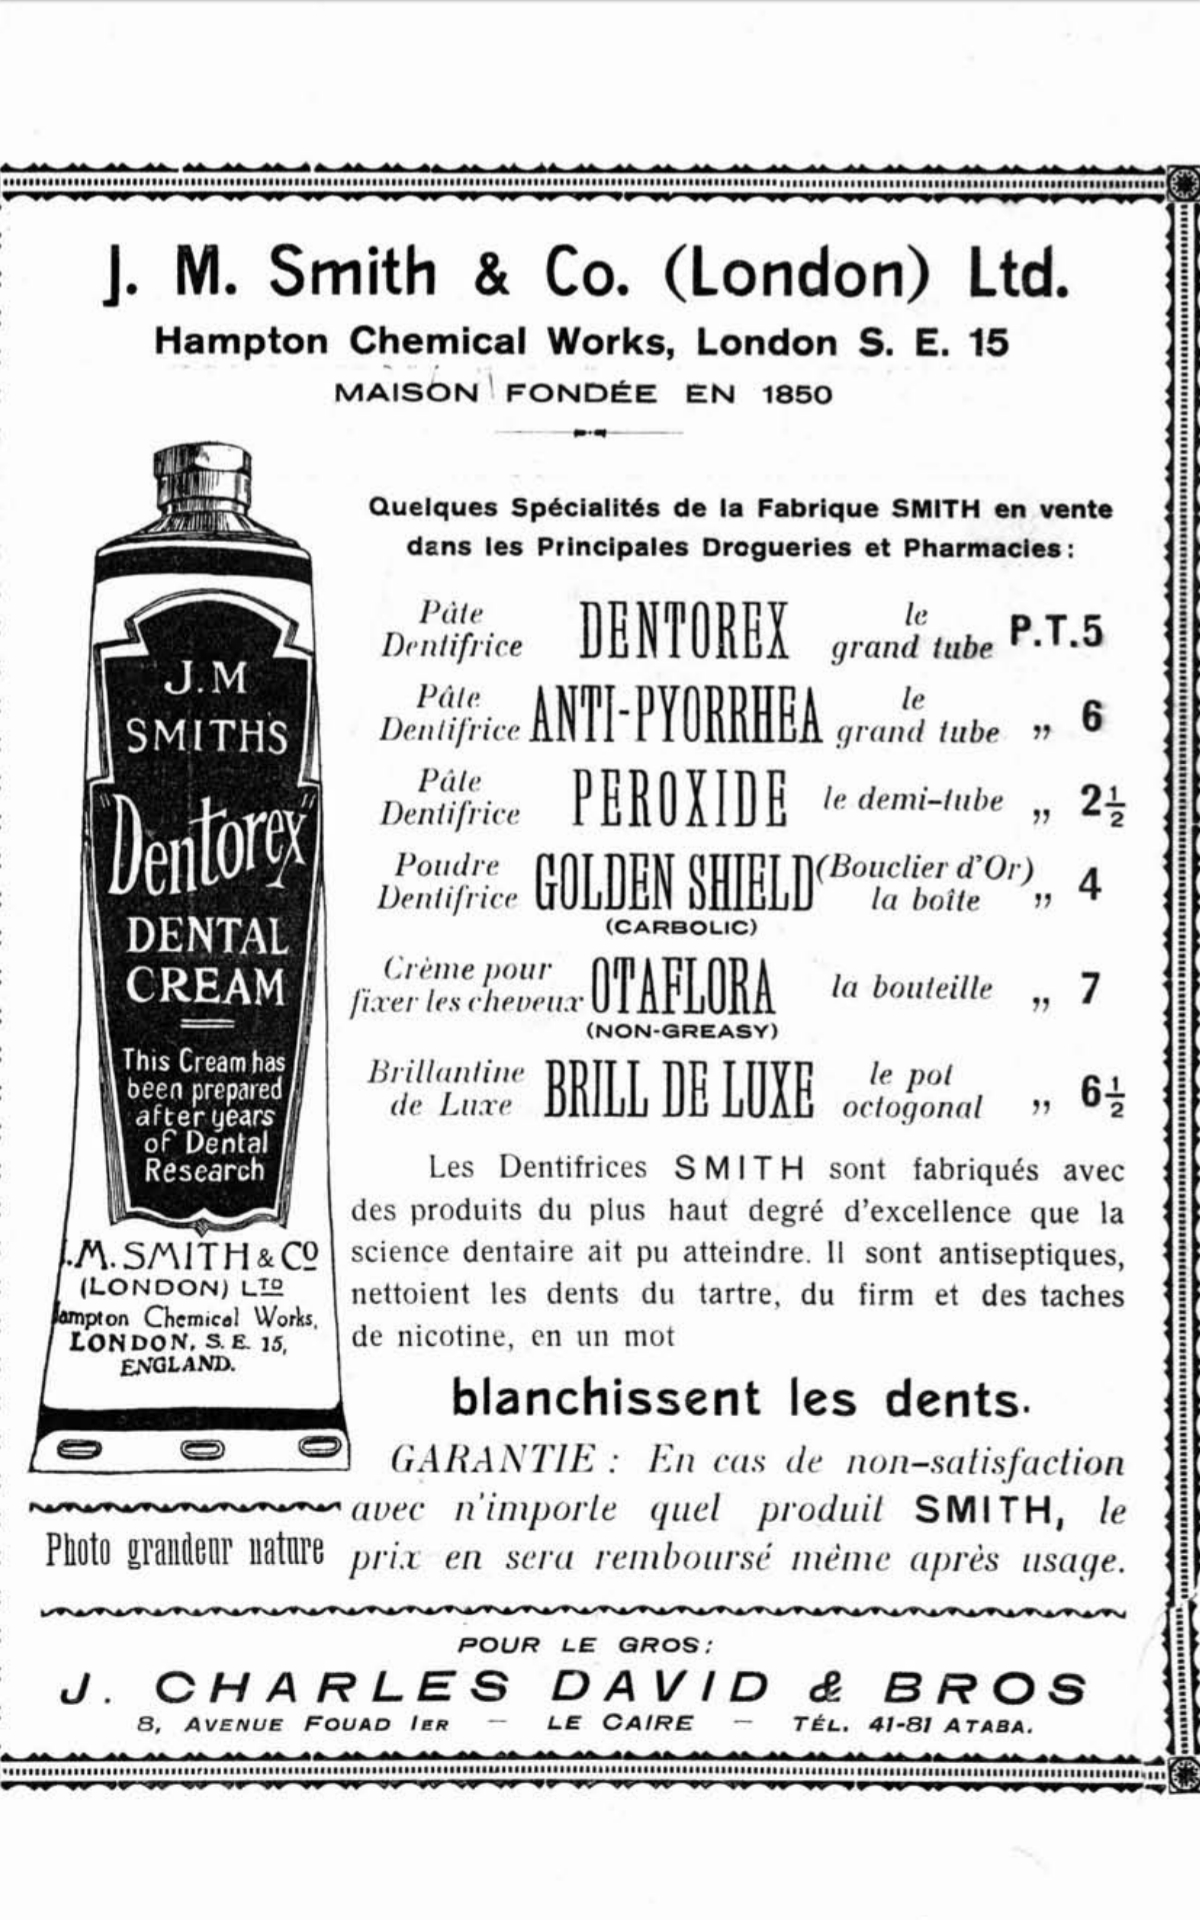 J. M. Smith & Co. (London) Ltd.
Hampton Chemical Works, London S. E. 15
MAISON FONDÉE EN 1850
Quelques Spécialités de la Fabrique SMITH en vente
dans les Principales Drogueries et Pharmacies:
Pâte Dentifrice DENTOREX le grand tube P.T.5
Pâte Dentifrice ANTI-PYORRHEA le grand tube ,, 6
Pâte Dentifrice PEROXIDE le demi-tube ,, 2½
Poudre Dentifrice GOLDEN SHIELD (Bouclier d'Or) la boîte ,, 4
(CARBOLIC)
Crème pour fixer les cheveux OTAFLORA la bouteille ,, 7
(NON-GREASY)
Brillantine de Luxe BRILL DE LUXE le pot octogonal ,, 6½
Les Dentifrices SMITH sont fabriqués avec
des produits du plus haut degré d'excellence que la
science dentaire ait pu atteindre. Il sont antiseptiques,
nettoient les dents du tartre, du firm et des taches
de nicotine, en un mot
blanchissent les dents.
GARANTIE : En cas de non-satisfaction
avec n'importe quel produit SMITH, le
prix en sera remboursé même après usage.
J.M
SMITH'S
"Dentorex"
DENTAL
CREAM
This Cream has
been prepared
after years
of Dental
Research
.M. SMITH & Co
(LONDON) LTD
Hampton Chemical Works,
LONDON, S. E. 15,
ENGLAND.
Photo grandeur nature
POUR LE GROS:
J. CHARLES DAVID & BROS
8, AVENUE FOUAD IER — LE CAIRE — TÉL. 41-81 ATABA.